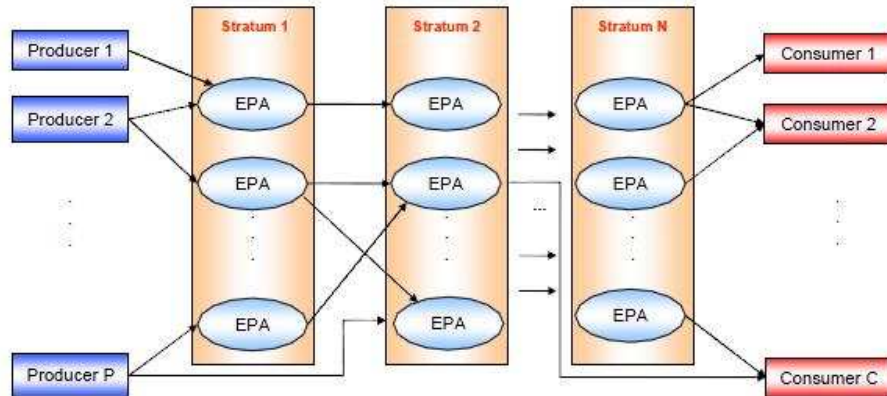 Stratum 1
Stratum 2
Stratum N
Producer 1
Consumer 1
EPA
EPA
EPA
Producer 2
Consumer 2
EPA
EPA
EPA
...
EPA
EPA
EPA
Producer P
Consumer C